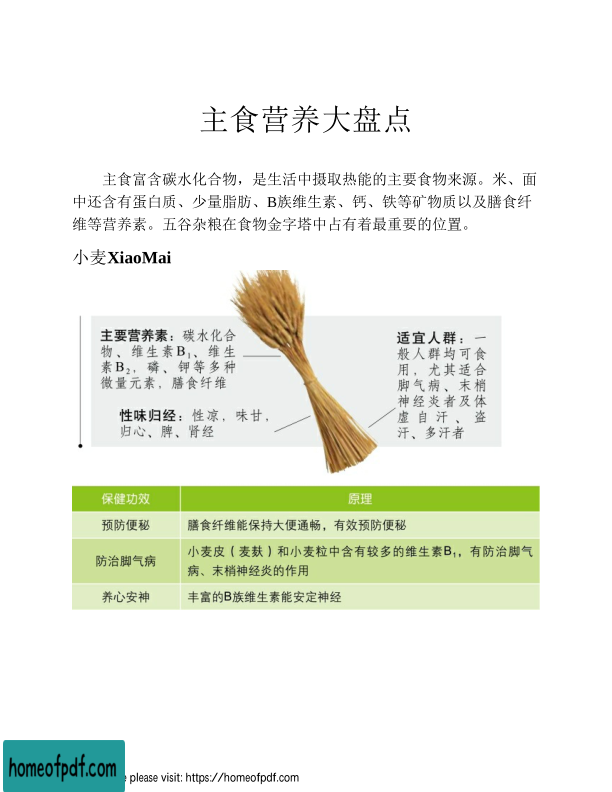 主食营养大盘点
主食富含碳水化合物，是生活中摄取热能的主要食物来源。米、面
中还含有蛋白质、少量脂肪、B族维生素、钙、铁等矿物质以及膳食纤
维等营养素。五谷杂粮在食物金字塔中占有着最重要的位置。
小麦XiaoMai
主要营养素：碳水化合
物、维生素B₁、维生
素B₂，磷、钾等多种
微量元素，膳食纤维
性味归经：性凉，味甘，
归心、脾、肾经
适宜人群：一
般人群均可食
用，尤其适合
脚气病、末梢
神经炎者及体
虚自汗、盗
汗、多汗者
保健功效 原理
预防便秘 膳食纤维能保持大便通畅，有效预防便秘
防治脚气病 小麦皮（麦麸）和小麦粒中含有较多的维生素B₁，有防治脚气
病、末梢神经炎的作用
养心安神 丰富的B族维生素能安定神经
homeofpdf.com
e please visit: https://homeofpdf.com